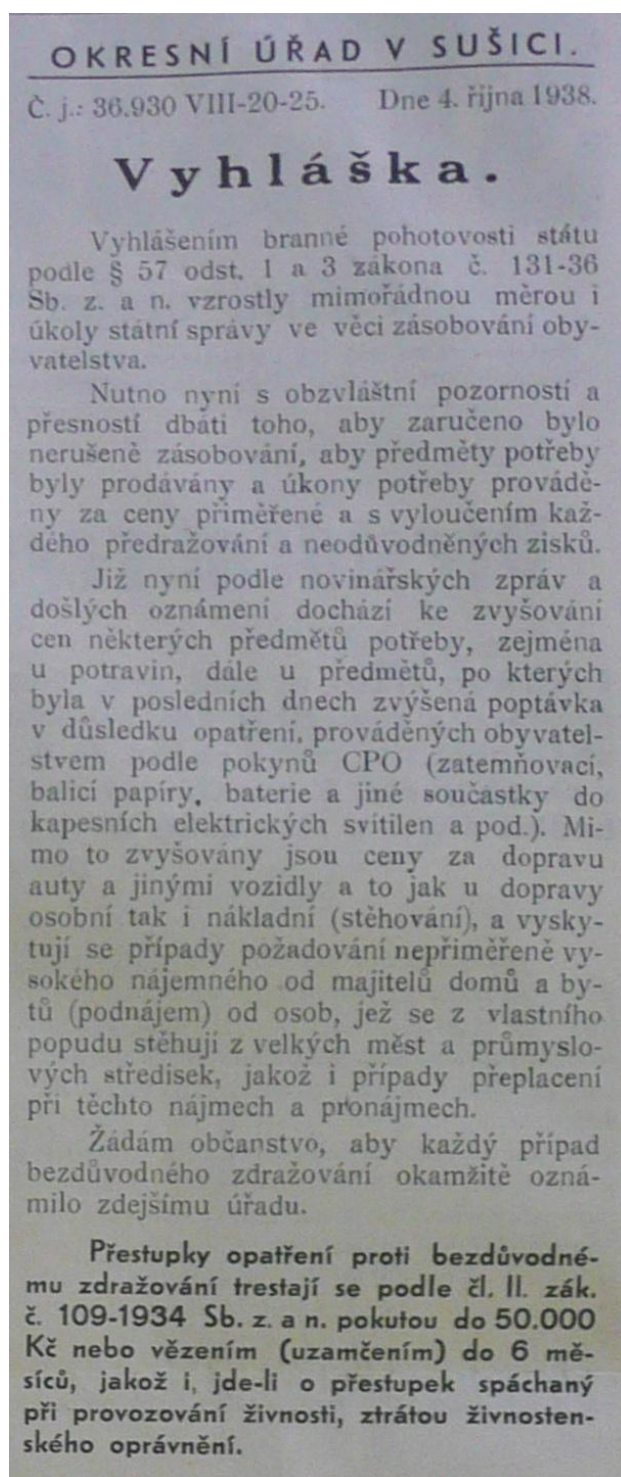 OKRESNÍ ÚŘAD V SUŠICI.
Č. j.: 36.930 VIII-20-25. Dne 4. října 1938.
Vyhláška.
Vyhlášením branné pohotovosti státu
podle § 57 odst. 1 a 3 zákona č. 131-36
Sb. z. a n. vzrostly mimořádnou měrou i
úkoly státní správy ve věci zásobování oby-
vatelstva.
Nutno nyní s obzvláštní pozorností a
přesností dbáti toho, aby zaručeno bylo
nerušené zásobování, aby předměty potřeby
byly prodávány a úkony potřeby prováde-
ny za ceny přiměřené a s vyloučením kaž-
dého předražování a neodůvodněných zisků.
Již nyní podle novinářských zpráv a
došlých oznámení dochází ke zvyšování
cen některých předmětů potřeby, zejména
u potravin, dále u předmětů, po kterých
byla v posledních dnech zvýšená poptávka
v důsledku opatření, prováděných obyvatel-
stvem podle pokynů CPO (zatemňovací,
balicí papíry, baterie a jiné součástky do
kapesních elektrických svítilen a pod.). Mi-
mo to zvyšovány jsou ceny za dopravu
auty a jinými vozidly a to jak u dopravy
osobní tak i nákladní (stěhování), a vysky-
tují se případy požadování nepřiměřeně vy-
sokého nájemného od majitelů domů a by-
tů (podnájem) od osob, jež se z vlastního
popudu stěhují z velkých měst a průmyslo-
vých středisek, jakož i případy přeplacení
při těchto nájmech a pronájmech.
Žádám občanstvo, aby každý případ
bezdůvodného zdražování okamžitě ozná-
milo zdejšímu úřadu.
Přestupky opatření proti bezdůvodné-
mu zdražování trestají se podle čl. II. zák.
č. 109-1934 Sb. z. a n. pokutou do 50.000
Kč nebo vězením (uzamčením) do 6 mě-
síců, jakož i, jde-li o přestupek spáchaný
při provozování živnosti, ztrátou živnosten-
ského oprávnění.